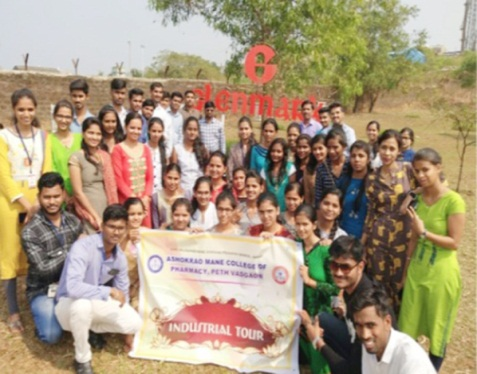 Glenmark
ASHOKRAO MANE COLLEGE OF
PHARMACY, PETH VADGAON
INDUSTRIAL TOUR